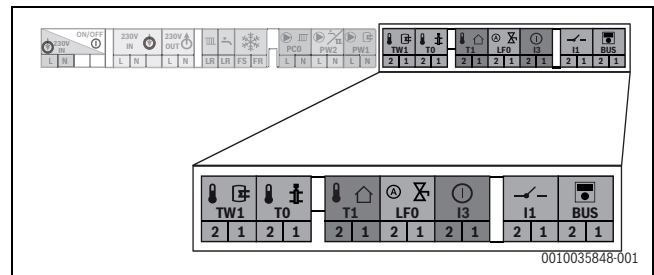 ON/OFF
230V IN
230V IN
230V OUT
PC0 PW2 PW1
TW1 T0 T1 LF0 I3 I1 BUS
L N L N L N LR LR FS FR L N L N L N 2 1 2 1 2 1 2 1 2 1 2 1 2 1
A
TW1 T0 T1 LF0 I3 I1 BUS
2 1 2 1 2 1 2 1 2 1 2 1 2 1
0010035848-001